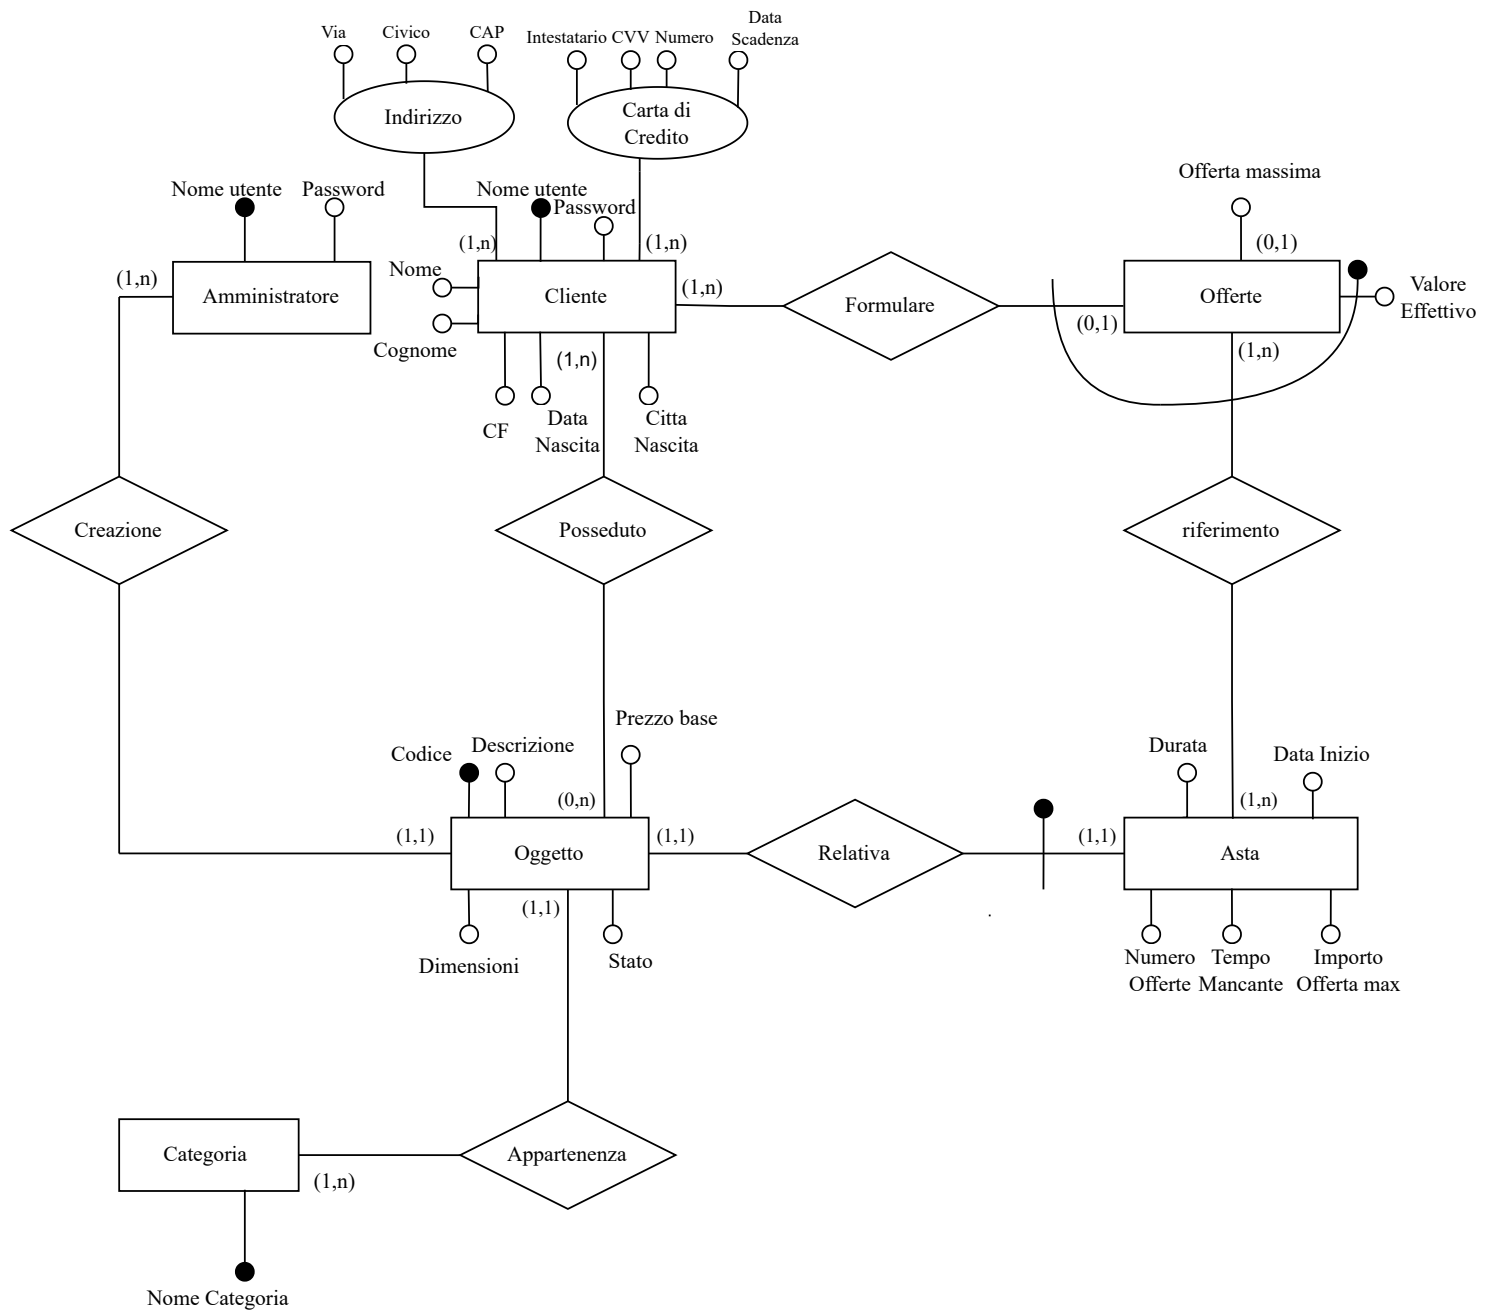 Via
Civico
CAP
Intestatario
CVV
Numero
Data
Scadenza
Indirizzo
Carta di
Credito
Offerta massima
Nome utente
Password
Nome utente
Password
(1,n)
(1,n)
(0,1)
Nome
(1,n)
(1,n)
Amministratore
Cliente
Formulare
Offerte
Valore
Effettivo
(0,1)
Cognome
(1,n)
(1,n)
CF
Data
Nascita
Citta
Nascita
Creazione
Posseduto
riferimento
Prezzo base
Codice
Descrizione
Durata
Data Inizio
(0,n)
(1,n)
(1,1)
(1,1)
(1,1)
Oggetto
Relativa
Asta
(1,1)
Dimensioni
Stato
.
Numero
Offerte
Tempo
Mancante
Importo
Offerta max
Categoria
Appartenenza
(1,n)
Nome Categoria